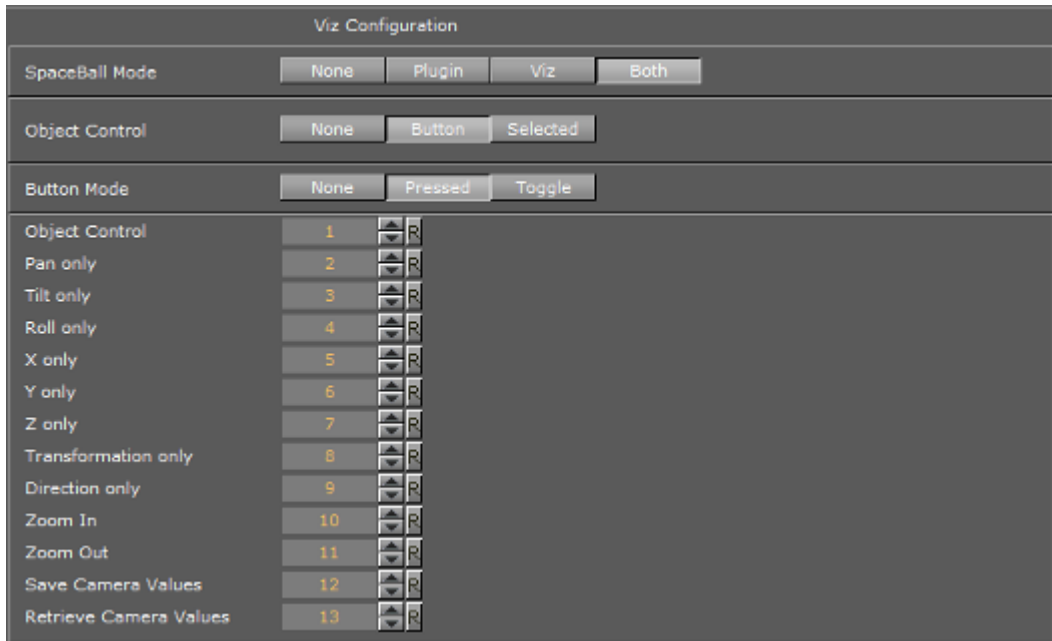 Viz Configuration
SpaceBall Mode None Plugin Viz Both
Object Control None Button Selected
Button Mode None Pressed Toggle
Object Control 1 R
Pan only 2 R
Tilt only 3 R
Roll only 4 R
X only 5 R
Y only 6 R
Z only 7 R
Transformation only 8 R
Direction only 9 R
Zoom In 10 R
Zoom Out 11 R
Save Camera Values 12 R
Retrieve Camera Values 13 R